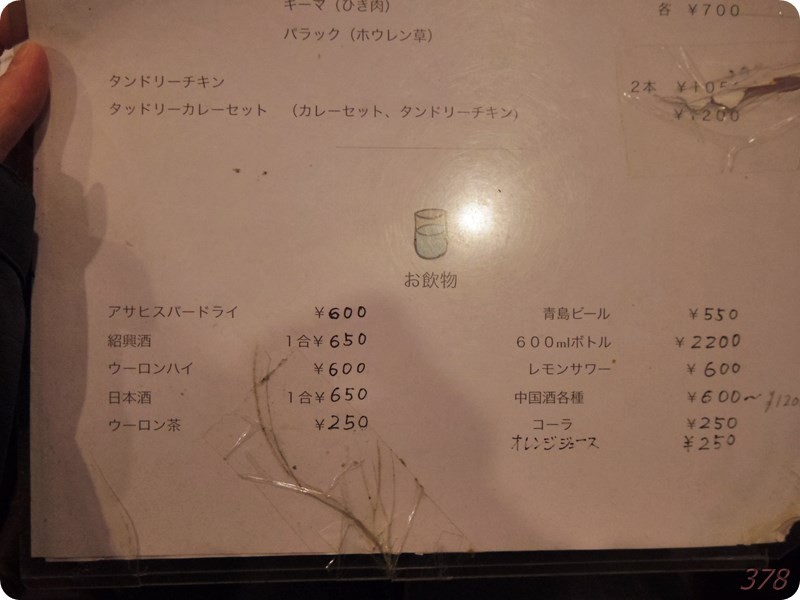 キーマ（ひき肉） 各 ￥700
パラック（ホウレン草）
タンドリーチキン 2本
タッドリーカレーセット （カレーセット、タンドリーチキン）
お飲物
アサヒスパードライ ￥600
紹興酒 1合￥650
ウーロンハイ ￥600
日本酒 1合￥650
ウーロン茶 ￥250
青島ビール ￥550
600mlボトル ￥2200
レモンサワー ￥600
中国酒各種 ￥600〜
コーラ ￥250
オレンジジュース ￥250
378